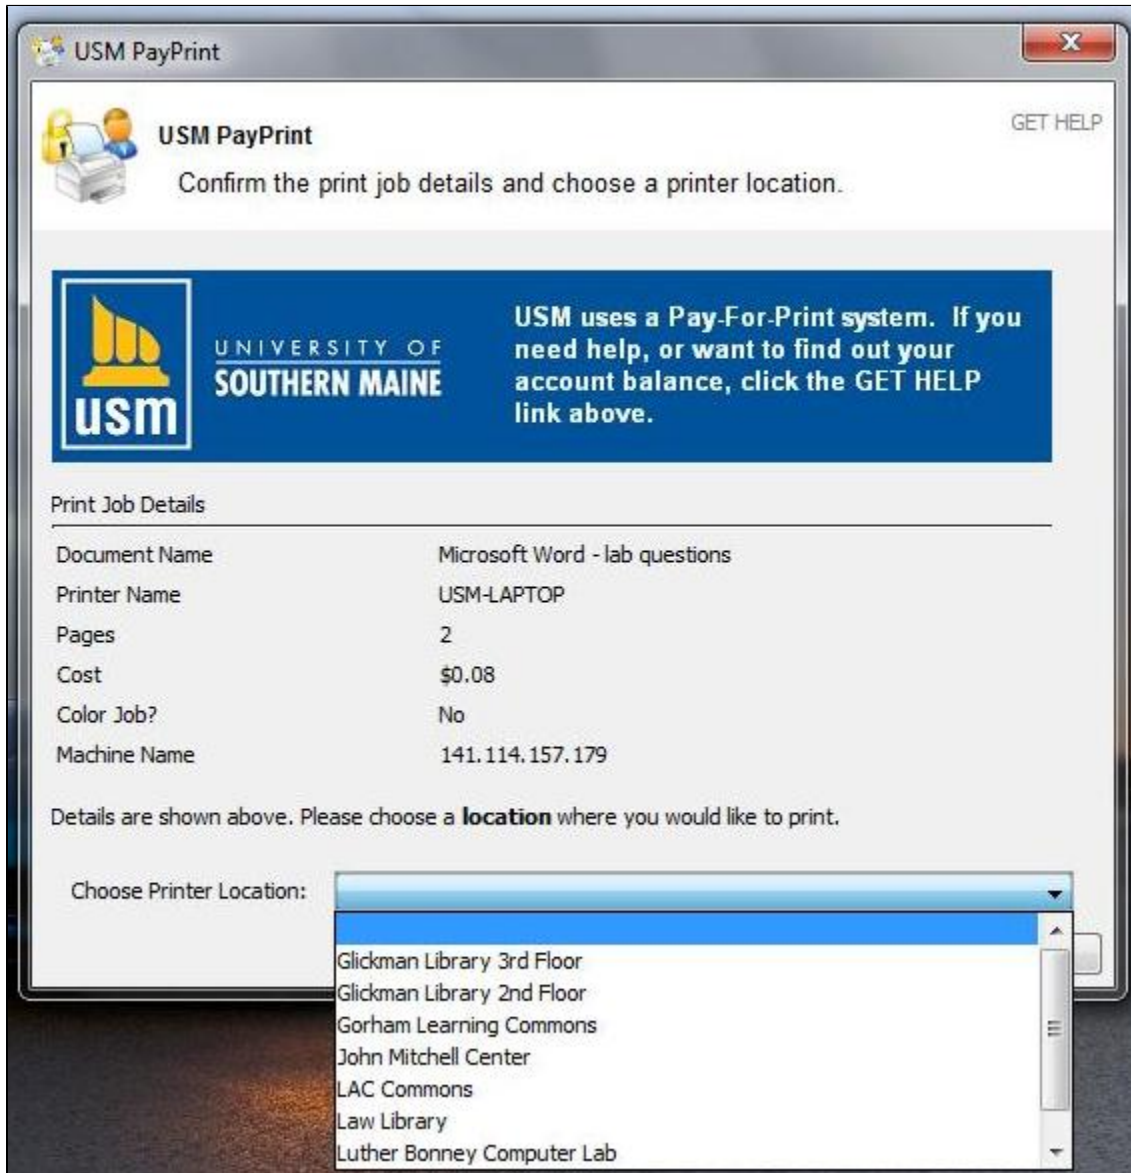 USM PayPrint
USM PayPrint
GET HELP
Confirm the print job details and choose a printer location.
usm
UNIVERSITY OF
SOUTHERN MAINE
USM uses a Pay-For-Print system. If you
need help, or want to find out your
account balance, click the GET HELP
link above.
Print Job Details
Document Name Microsoft Word - lab questions
Printer Name USM-LAPTOP
Pages 2
Cost $0.08
Color Job? No
Machine Name 141.114.157.179
Details are shown above. Please choose a location where you would like to print.
Choose Printer Location:
Glickman Library 3rd Floor
Glickman Library 2nd Floor
Gorham Learning Commons
John Mitchell Center
LAC Commons
Law Library
Luther Bonney Computer Lab